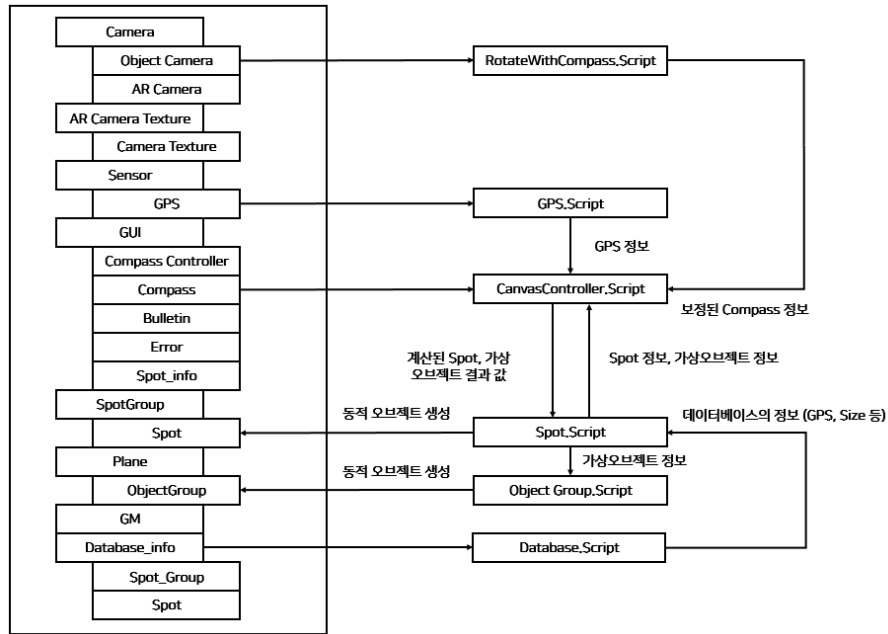 Camera
Object Camera
RotateWithCompass.Script
AR Camera
AR Camera Texture
Camera Texture
Sensor
GPS
GPS.Script
GUI
GPS 정보
Compass Controller
Compass
CanvasController.Script
보정된 Compass 정보
Bulletin
Error
계산된 Spot, 가상
오브젝트 결과 값
Spot 정보, 가상오브젝트 정보
Spot_info
SpotGroup
동적 오브젝트 생성
데이터베이스의 정보 (GPS, Size 등)
Spot
Spot.Script
Plane
동적 오브젝트 생성
가상오브젝트 정보
ObjectGroup
Object Group.Script
GM
Database_info
Database.Script
Spot_Group
Spot